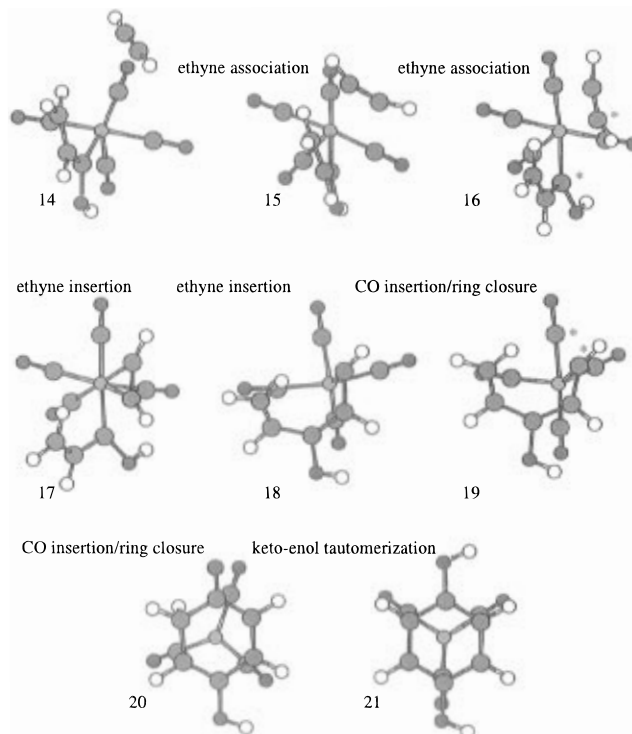 ethyne association
ethyne association
14
15
16
ethyne insertion
ethyne insertion
CO insertion/ring closure
17
18
19
CO insertion/ring closure
keto-enol tautomerization
20
21